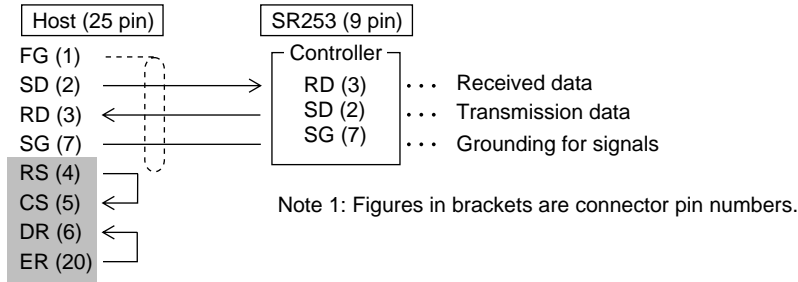 Host (25 pin) SR253 (9 pin)
FG (1) Controller
SD (2) RD (3) ··· Received data
RD (3) SD (2) ··· Transmission data
SG (7) SG (7) ··· Grounding for signals
RS (4)
CS (5) Note 1: Figures in brackets are connector pin numbers.
DR (6)
ER (20)